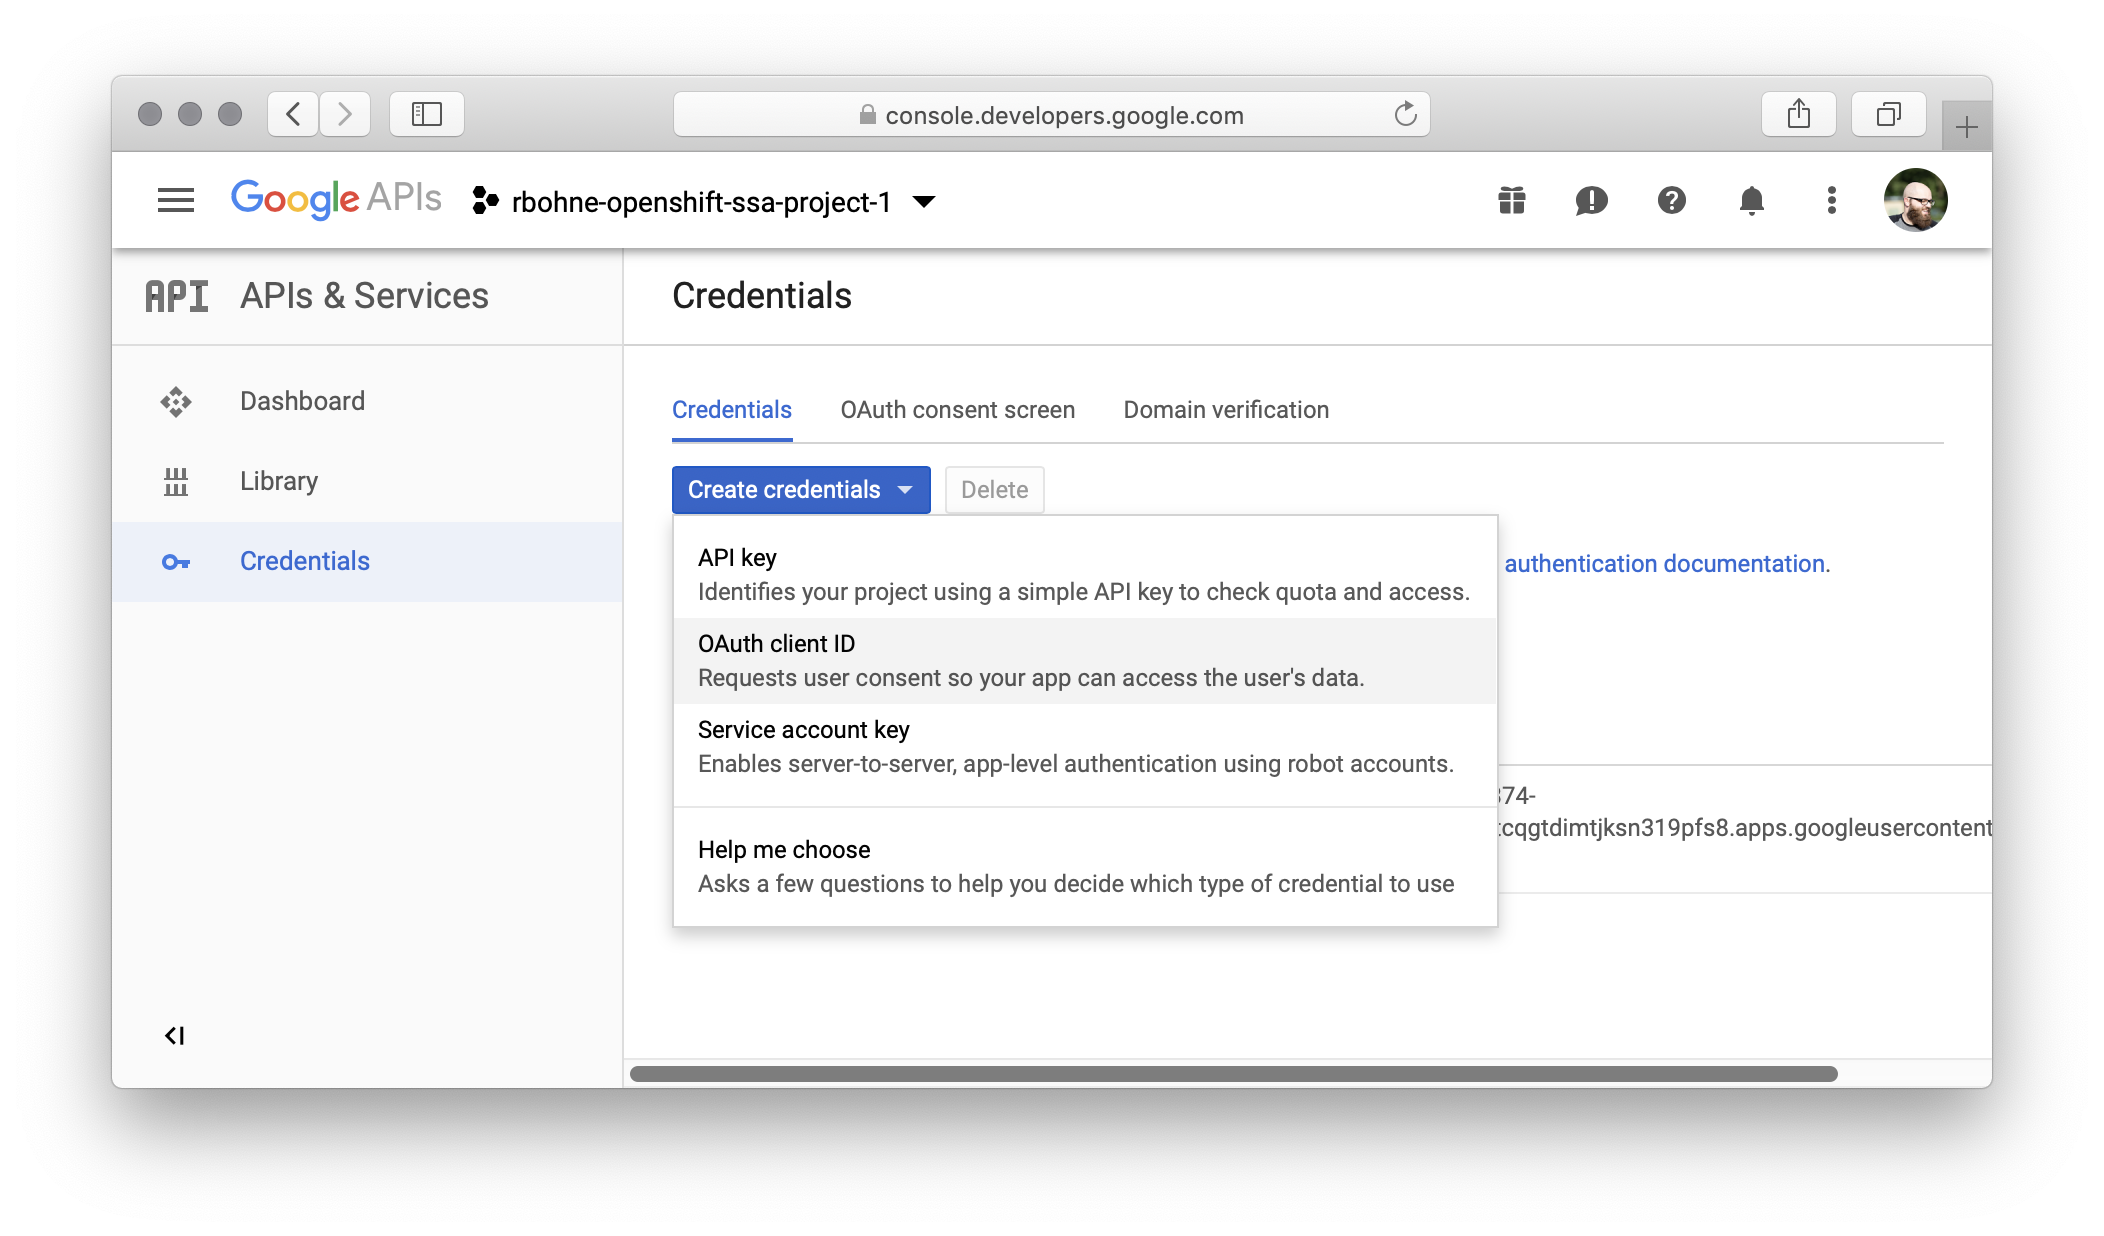 console.developers.google.com
Google APIs rbohne-openshift-ssa-project-1
API APIs & Services
Credentials
Dashboard
Library
Credentials
Credentials OAuth consent screen Domain verification
Create credentials Delete
API key
Identifies your project using a simple API key to check quota and access.
authentication documentation.
OAuth client ID
Requests user consent so your app can access the user's data.
Service account key
Enables server-to-server, app-level authentication using robot accounts.
74-
cqgtdimtjksn319pfs8.apps.googleusercontent
Help me choose
Asks a few questions to help you decide which type of credential to use